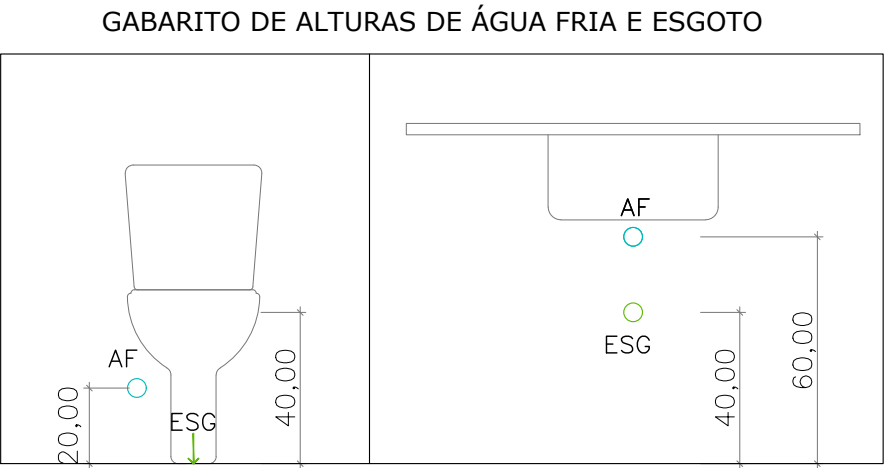 GABARITO DE ALTURAS DE ÁGUA FRIA E ESGOTO
AF
20,00
ESG
40,00
AF
ESG
40,00
60,00